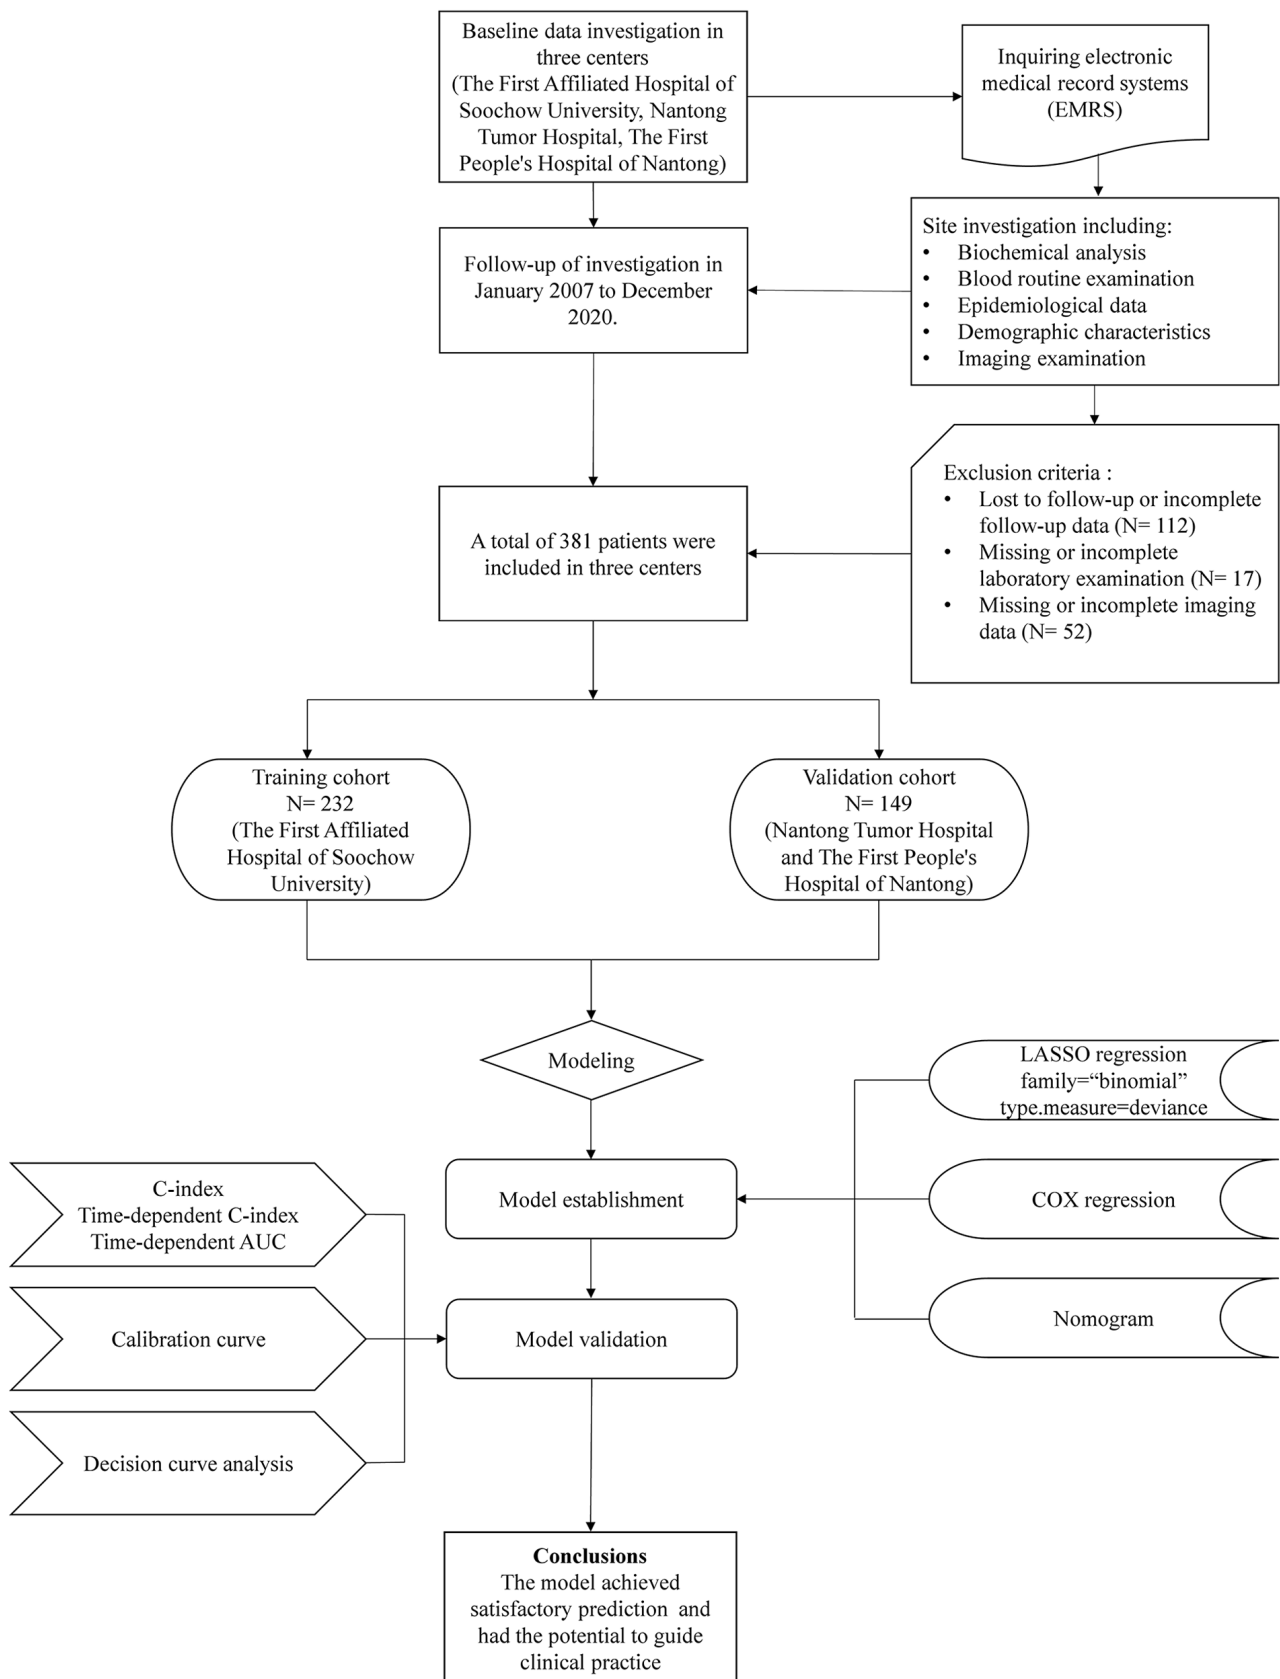 Baseline data investigation in
three centers
(The First Affiliated Hospital of
Soochow University, Nantong
Tumor Hospital, The First
People's Hospital of Nantong)
Inquiring electronic
medical record systems
(EMRS)
Site investigation including:
• Biochemical analysis
• Blood routine examination
• Epidemiological data
• Demographic characteristics
• Imaging examination
Follow-up of investigation in
January 2007 to December
2020.
Exclusion criteria :
• Lost to follow-up or incomplete
follow-up data (N= 112)
• Missing or incomplete
laboratory examination (N= 17)
• Missing or incomplete imaging
data (N= 52)
A total of 381 patients were
included in three centers
Training cohort
N= 232
(The First Affiliated
Hospital of Soochow
University)
Validation cohort
N= 149
(Nantong Tumor Hospital
and The First People's
Hospital of Nantong)
Modeling
LASSO regression
family=“binomial”
type.measure=deviance
COX regression
Nomogram
Model establishment
C-index
Time-dependent C-index
Time-dependent AUC
Calibration curve
Decision curve analysis
Model validation
Conclusions
The model achieved
satisfactory prediction and
had the potential to guide
clinical practice